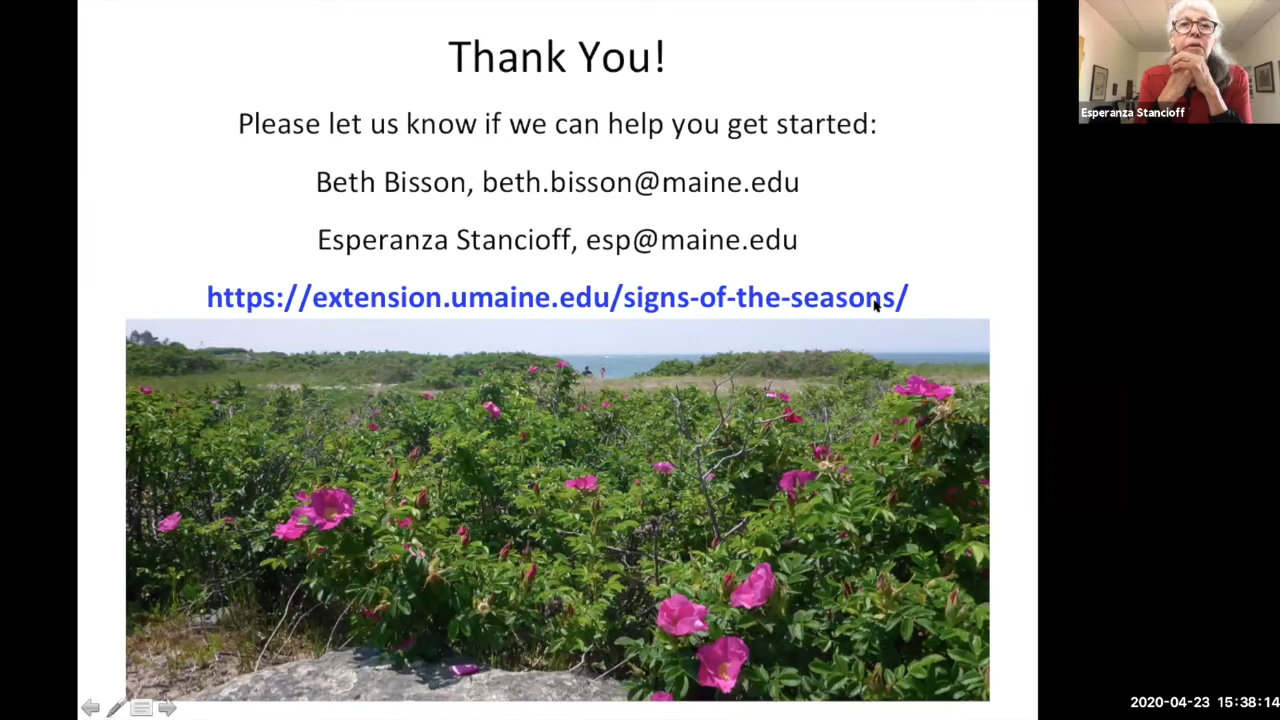 Thank You!
Please let us know if we can help you get started:
Beth Bisson, beth.bisson@maine.edu
Esperanza Stancioff, esp@maine.edu
https://extension.umaine.edu/signs-of-the-seasons/
Esperanza Stancioff
2020-04-23 15:38:14